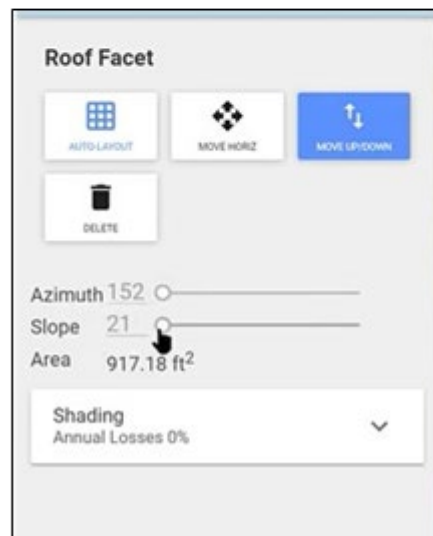 Roof Facet
AUTO-LAYOUT MOVE HORIZ MOVE UP/DOWN
DELETE
Azimuth 152
Slope 21
Area 917.18 ft²
Shading
Annual Losses 0%